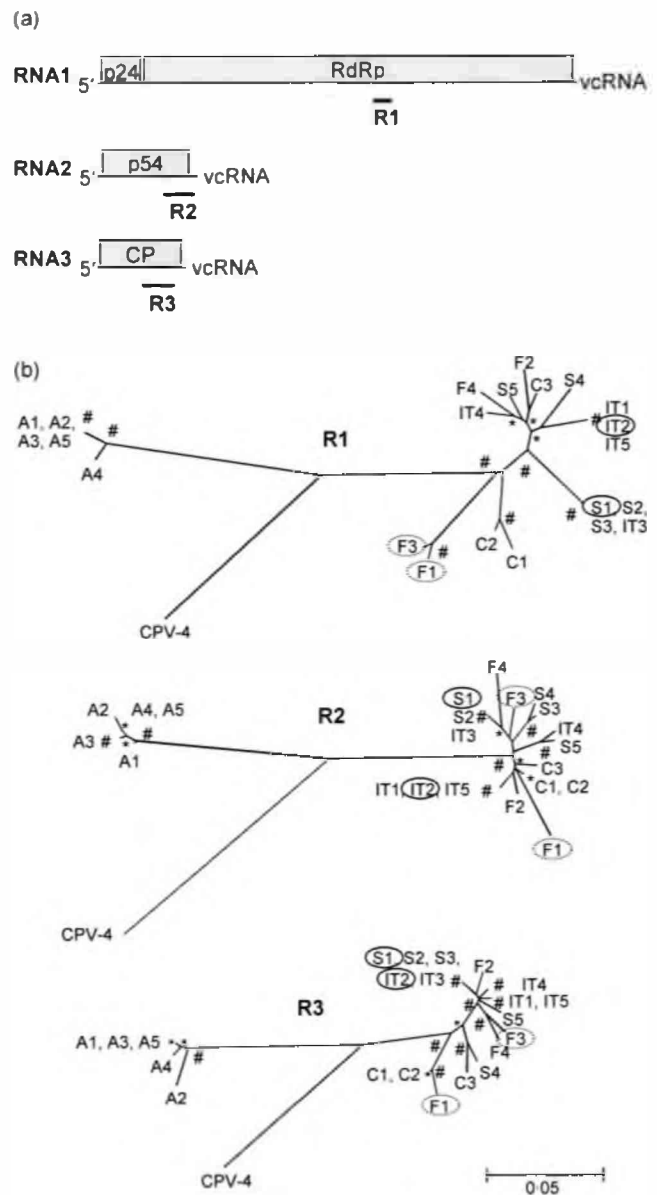 (a)
p24 RdRp
RNA1 5′ vcRNA
R1
p54
RNA2 5′ vcRNA
R2
CP
RNA3 5′ vcRNA
R3
(b)
R1
F2
F4 S5 C3 S4
IT4 * * *
# IT1
IT2
IT5
A1, A2, # #
A3, A5
A4
# #
# S1 S2,
S3, IT3
F3 # C2 #
F1 C1
CPV-4
R2
F4
S1 F3 S4
S2 # S3
IT3 * # IT4
# S5
A2 A4, A5
A3 # * #
A1
# * C3
* C1, C2
IT1, IT2, IT5 #
F2
F1
CPV-4
R3
S1 S2, S3, F2
IT2 IT3 # # IT4
# # IT1, IT5
S5
* # F3
F4
A1, A3, A5 * *
A4 #
A2
# #
C1, C2 * # C3 S4
F1
CPV-4
0·05